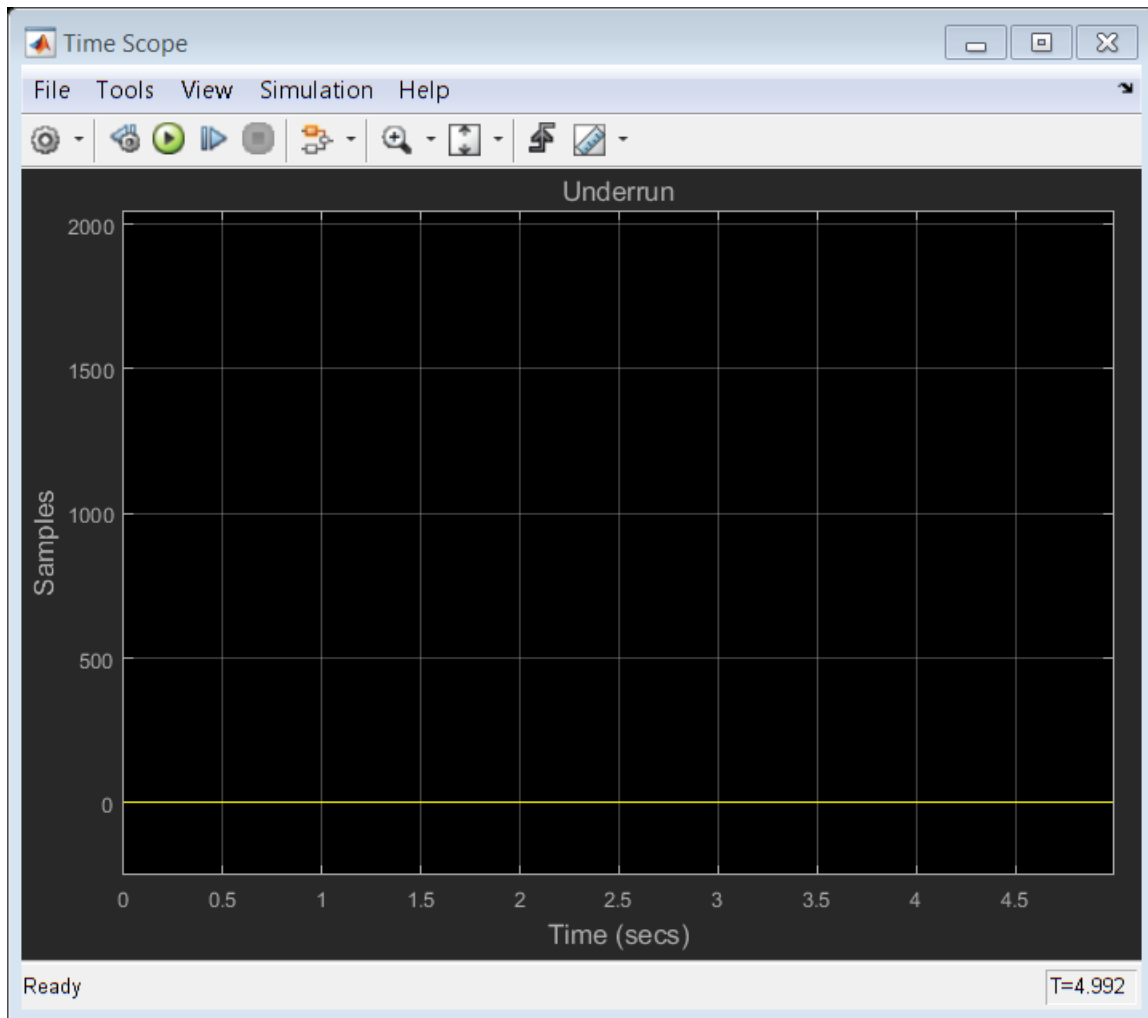 Time Scope
File Tools View Simulation Help
Underrun
2000
1500
1000
500
0
Samples
0 0.5 1 1.5 2 2.5 3 3.5 4 4.5
Time (secs)
Ready T=4.992